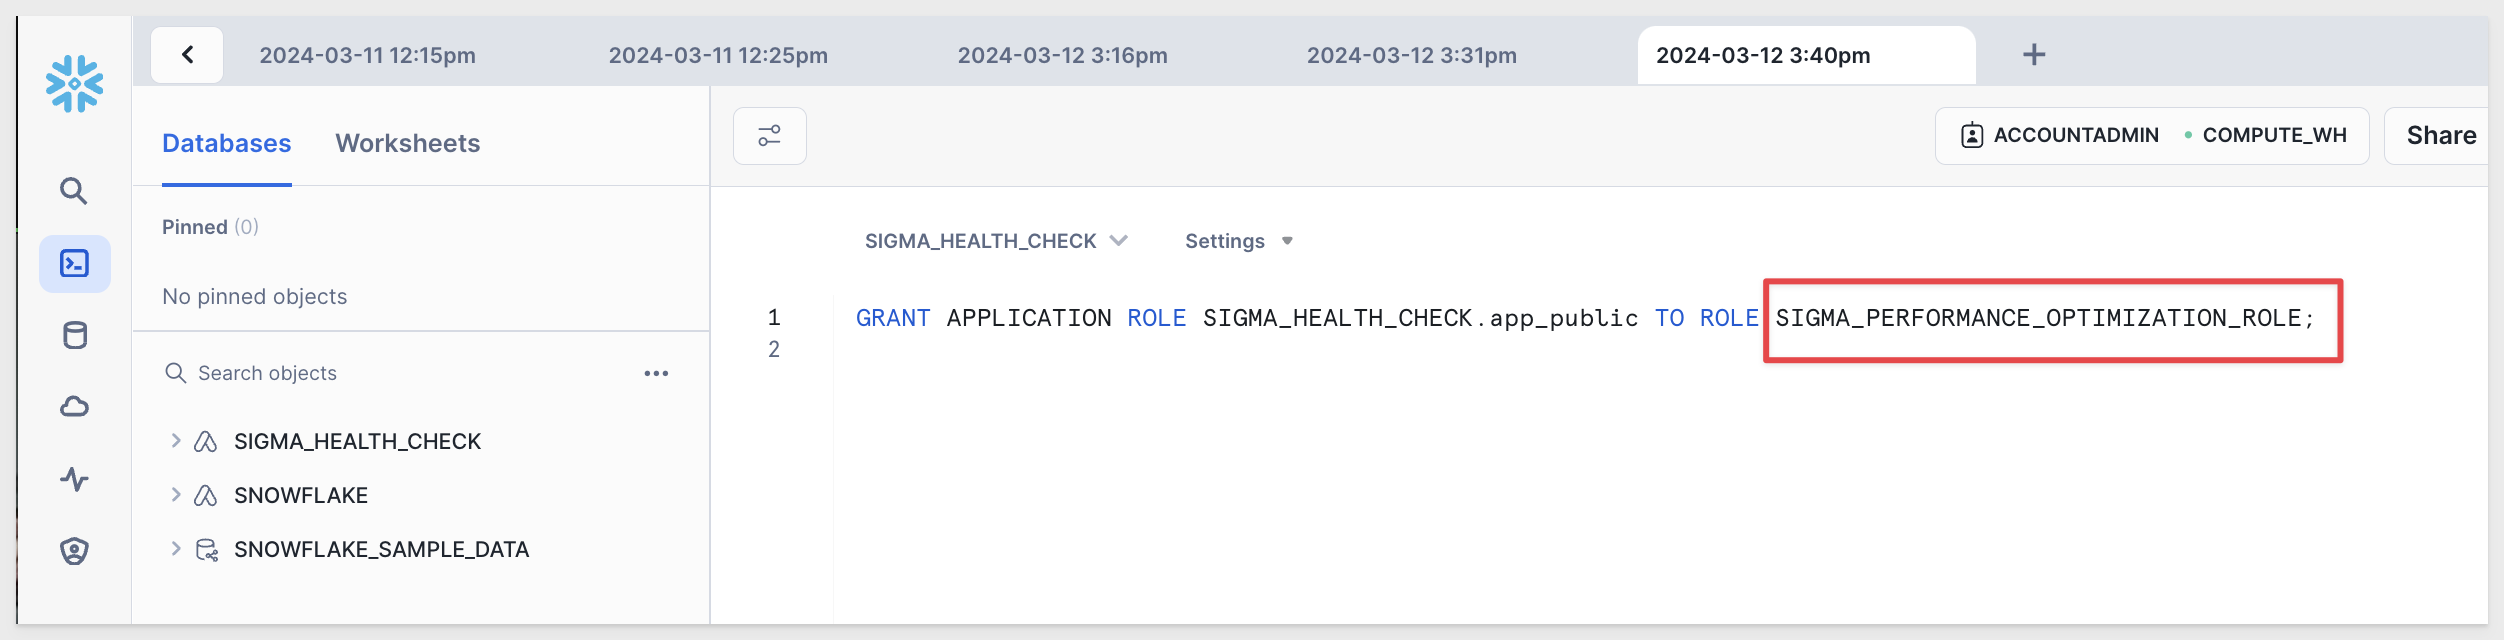 2024-03-11 12:15pm
2024-03-11 12:25pm
2024-03-12 3:16pm
2024-03-12 3:31pm
2024-03-12 3:40pm
Databases
Worksheets
ACCOUNTADMIN
COMPUTE_WH
Share
Pinned (0)
No pinned objects
Search objects
SIGMA_HEALTH_CHECK
SNOWFLAKE
SNOWFLAKE_SAMPLE_DATA
SIGMA_HEALTH_CHECK
Settings
1 GRANT APPLICATION ROLE SIGMA_HEALTH_CHECK.app_public TO ROLE SIGMA_PERFORMANCE_OPTIMIZATION_ROLE;
2